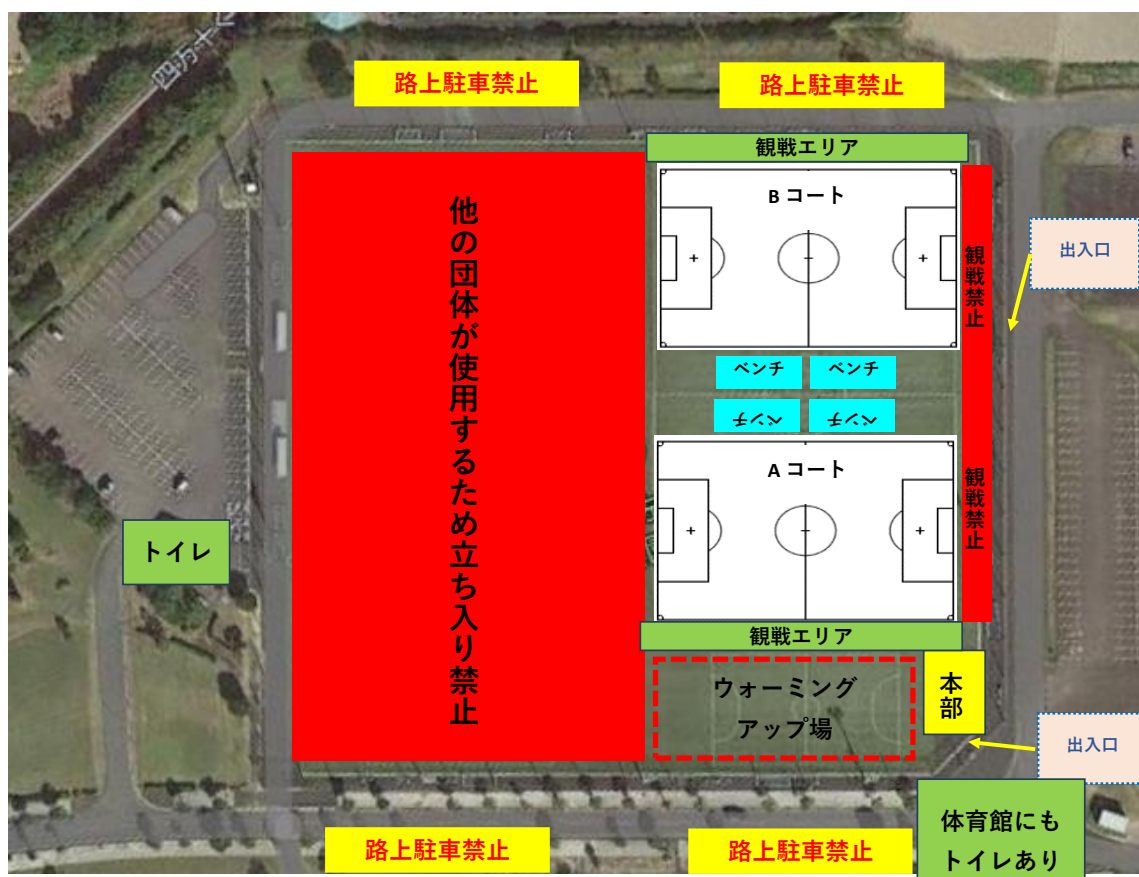 四万十
路上駐車禁止
路上駐車禁止
観戦エリア
Bコート
観戦禁止
出入口
他の団体が使用するため立ち入り禁止
ベンチ
ベンチ
ベンチ
ベンチ
Aコート
観戦禁止
トイレ
観戦エリア
ウォーミング
アップ場
本部
出入口
体育館にも
トイレあり
路上駐車禁止
路上駐車禁止